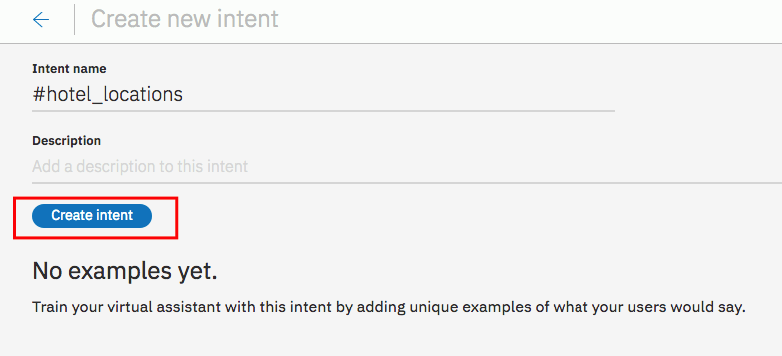 Create new intent
Intent name
#hotel_locations
Description
Add a description to this intent
Create intent
No examples yet.
Train your virtual assistant with this intent by adding unique examples of what your users would say.